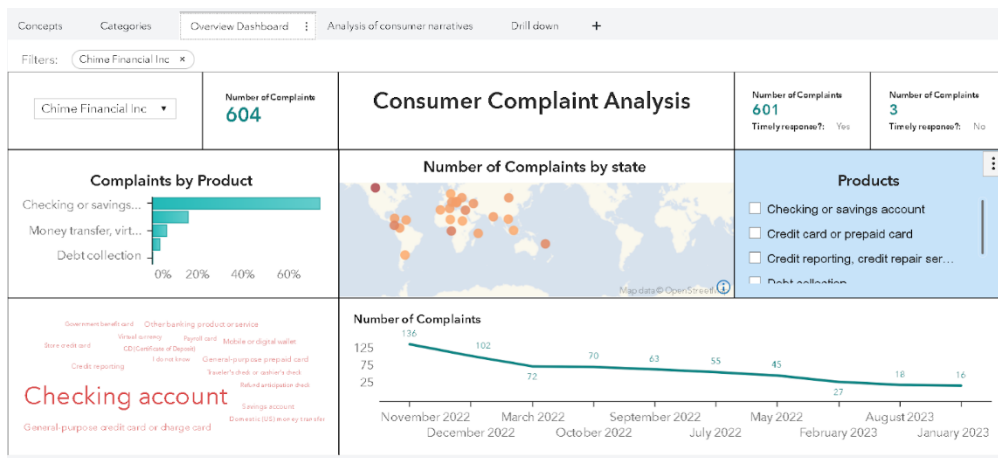 Concepts
Categories
Overview Dashboard
Analysis of consumer narratives
Drill down
+
Filters:
Chime Financial Inc ×
Chime Financial Inc
Number of Complaints
604
Consumer Complaint Analysis
Number of Complaints
601
Timely response?: Yes
Number of Complaints
3
Timely response?: No
Complaints by Product
Checking or savings...
Money transfer, virt...
Debt collection
0% 20% 40% 60%
Number of Complaints by state
Map data © OpenStreetM
Products
Checking or savings account
Credit card or prepaid card
Credit reporting, credit repair ser...
Debt collection
Government benefit card
Other banking product or service
Virtual currency
Payroll card
Mobile or digital wallet
Store credit card
CD (Certificate of Deposit)
I do not know
General-purpose prepaid card
Credit reporting
Traveler's check or cashier's check
Refund anticipation check
Checking account
Savings account
Domestic (US) money transfer
General-purpose credit card or charge card
Number of Complaints
125
75
25
136
102
72
70
63
55
45
27
18
16
November 2022
December 2022
March 2022
October 2022
September 2022
July 2022
May 2022
February 2023
August 2023
January 2023